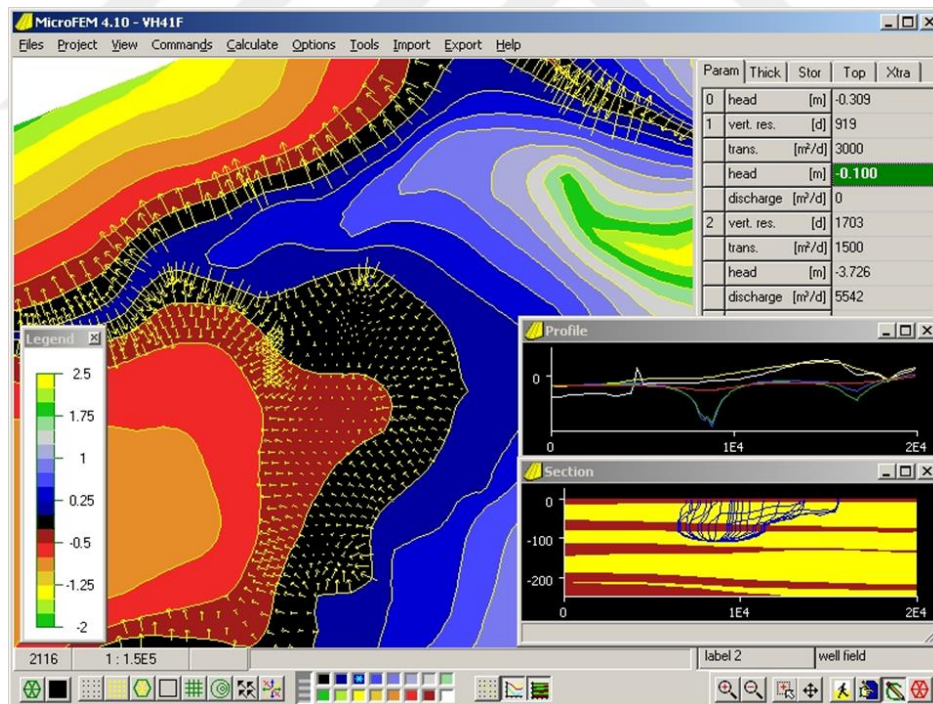 MicroFEM 4.10 - VH41F
Files Project View Commands Calculate Options Tools Import Export Help
Param Thick Stor Top Xtra
0 head [m] -0.309
1 vert. res. [d] 919
trans. [m²/d] 3000
head [m] -0.100
discharge [m³/d] 0
2 vert. res. [d] 1703
trans. [m²/d] 1500
head [m] -3.726
discharge [m³/d] 5542
Legend
2.5
1.75
1
0.25
-0.5
-1.25
-2
Profile
0
0 1E4 2E4
Section
0
-100
-200
0 1E4 2E4
2116 1 : 1.5E5 label 2 well field